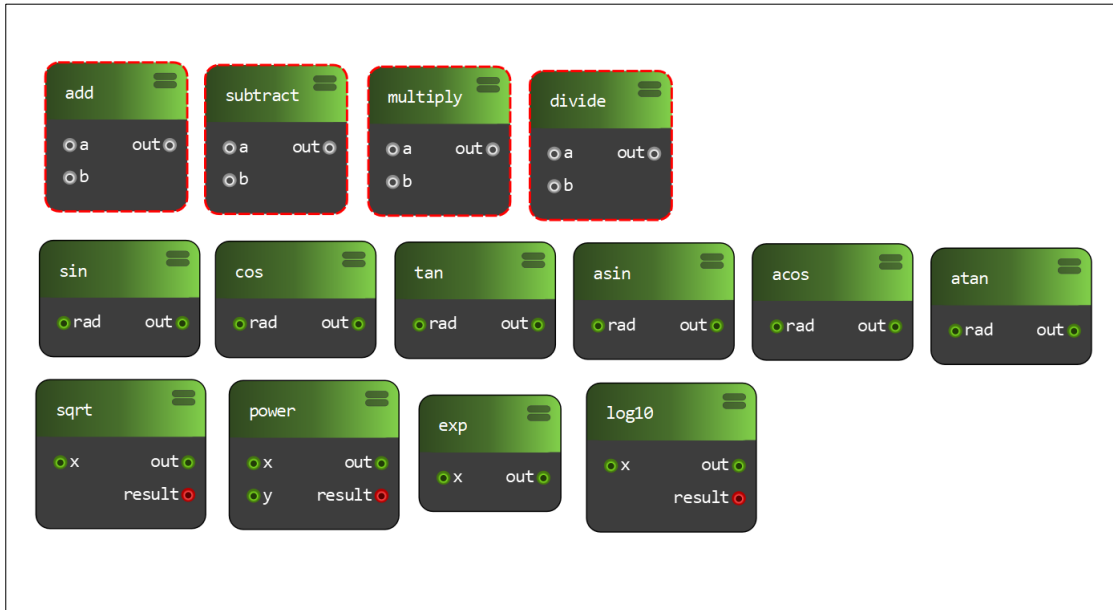 add
subtract
multiply
divide
a out
b
a out
b
a out
b
a out
b
sin
cos
tan
asin
acos
atan
rad out
rad out
rad out
rad out
rad out
rad out
sqrt
power
exp
log10
x out
result
x out
y result
x out
x out
result